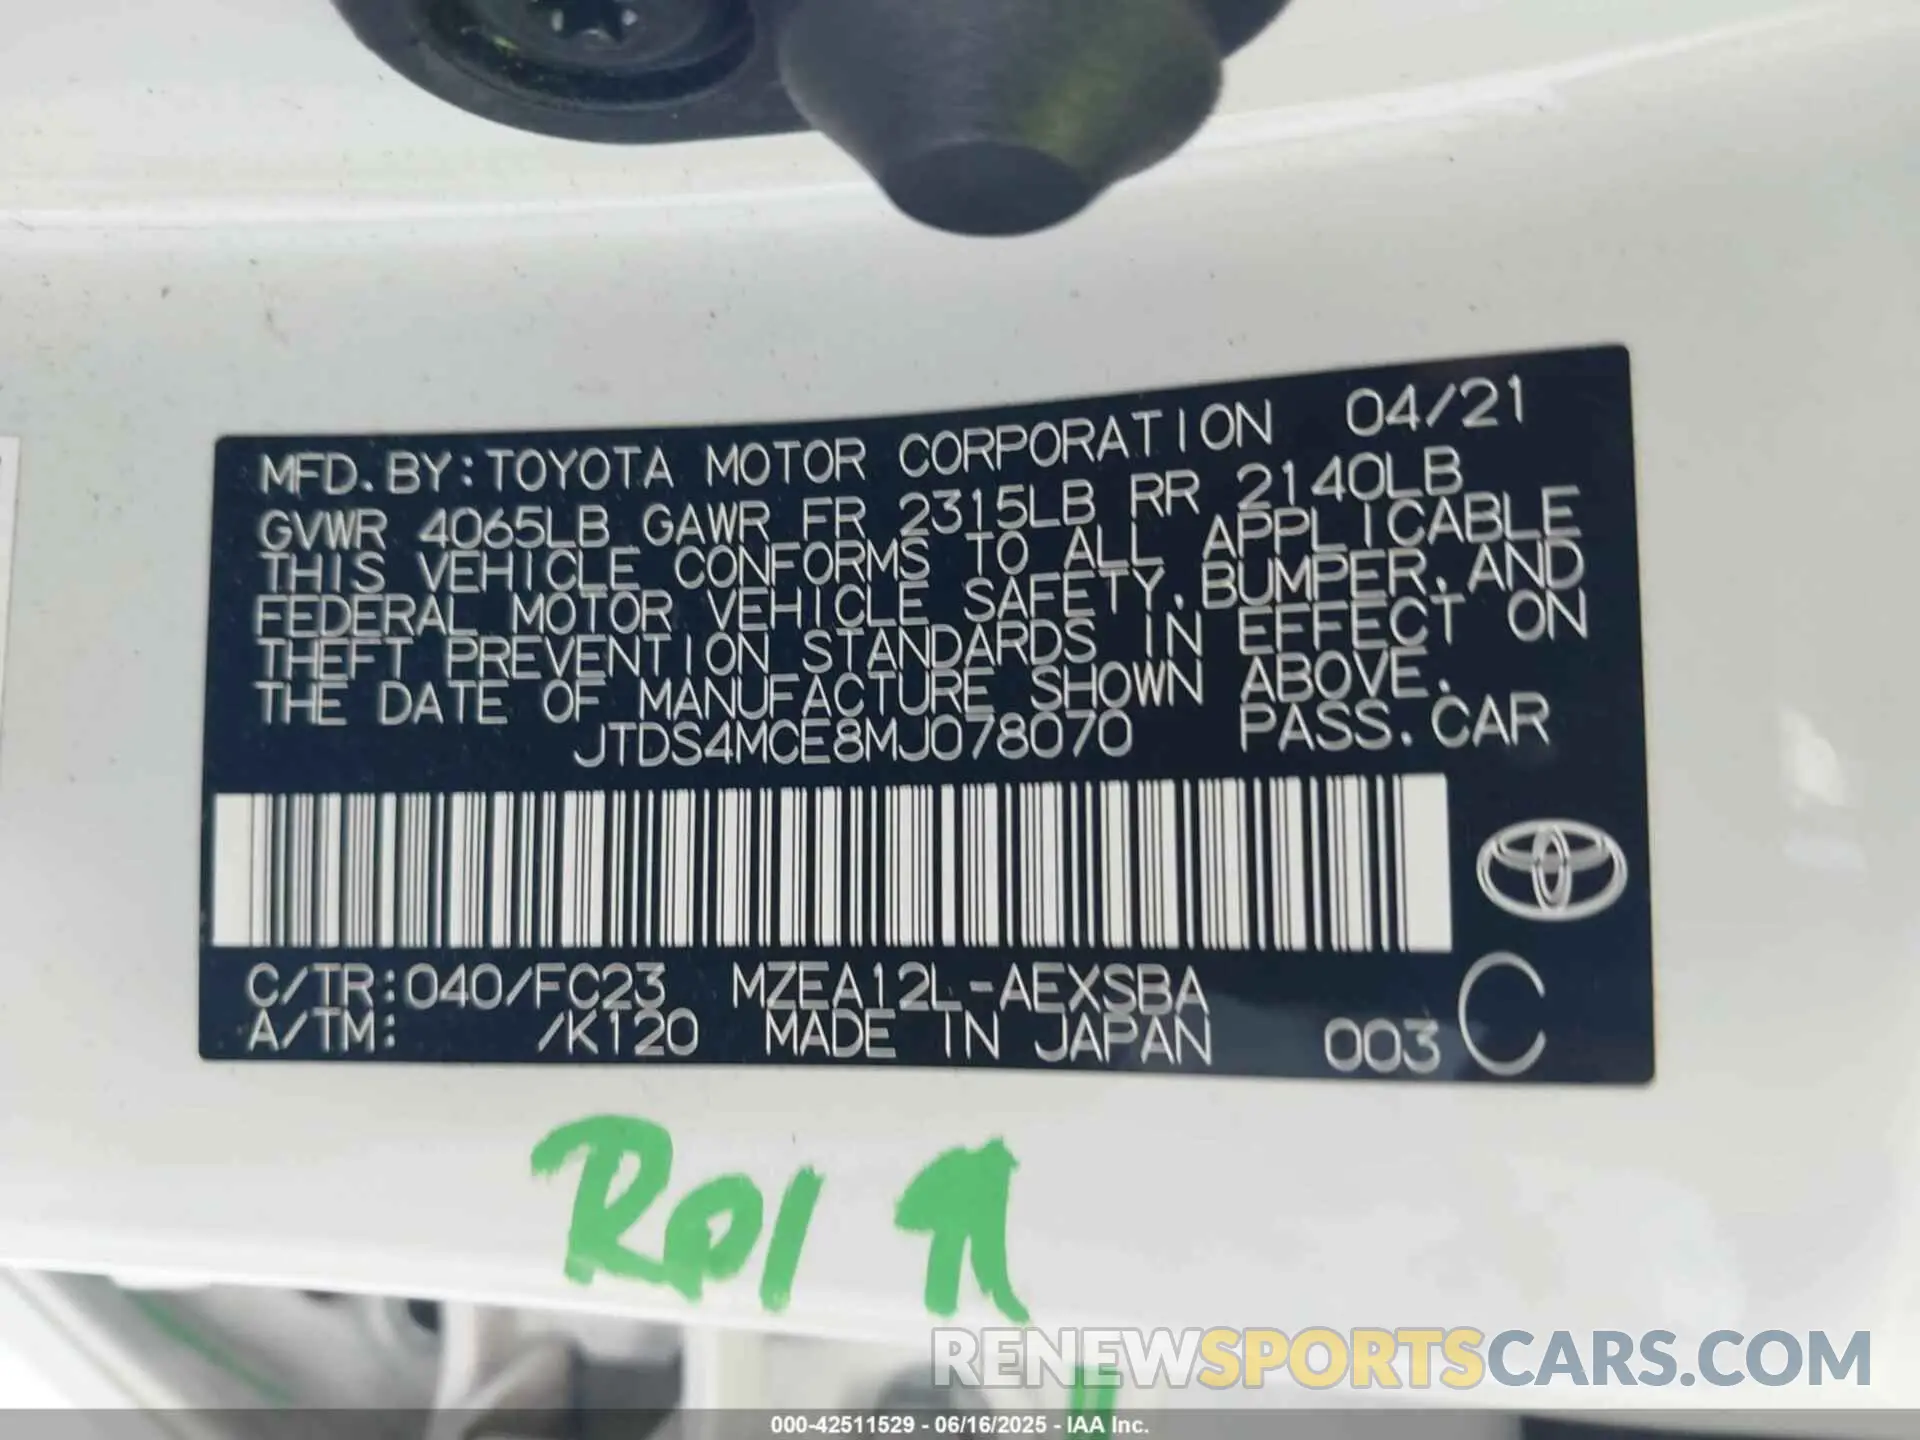 MFD. BY: TOYOTA MOTOR CORPORATION 04/21
GVWR 4065LB GAWR FR 2315LB RR 2140LB
THIS VEHICLE CONFORMS TO ALL APPLICABLE
FEDERAL MOTOR VEHICLE SAFETY, BUMPER, AND
THEFT PREVENTION STANDARDS IN EFFECT ON
THE DATE OF MANUFACTURE SHOWN ABOVE.
JTDS4MCE8MJ078070 PASS. CAR
C/TR: 040/FC23 MZEA12L-AEXSBA
A/TM: /K120 MADE IN JAPAN 003 C
RENEWSPORTSCARS.COM
000-42511529 - 06/16/2025 - IAA Inc.